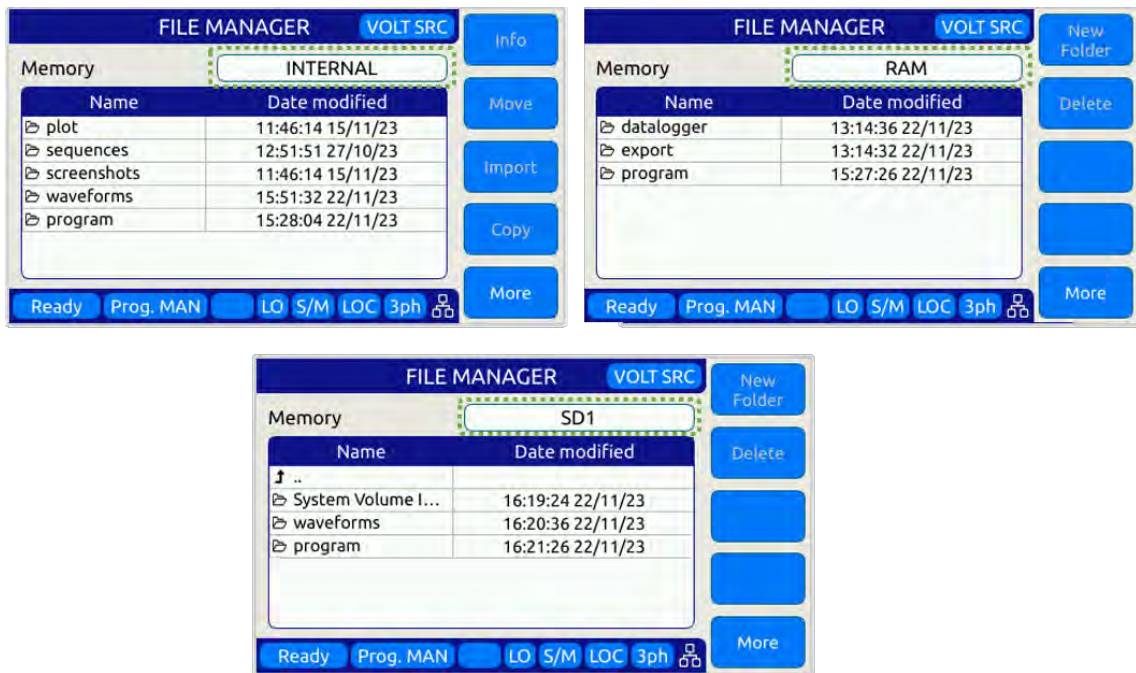 FILE MANAGER VOLT SRC
Memory INTERNAL
Name Date modified
plot 11:46:14 15/11/23
sequences 12:51:51 27/10/23
screenshots 11:46:14 15/11/23
waveforms 15:51:32 22/11/23
program 15:28:04 22/11/23
Info
Move
Import
Copy
More
Ready Prog. MAN LO S/M LOC 3ph
FILE MANAGER VOLT SRC
Memory RAM
Name Date modified
datalogger 13:14:36 22/11/23
export 13:14:32 22/11/23
program 15:27:26 22/11/23
New
Folder
Delete
More
Ready Prog. MAN LO S/M LOC 3ph
FILE MANAGER VOLT SRC
Memory SD1
Name Date modified
..
System Volume I... 16:19:24 22/11/23
waveforms 16:20:36 22/11/23
program 16:21:26 22/11/23
New
Folder
Delete
More
Ready Prog. MAN LO S/M LOC 3ph